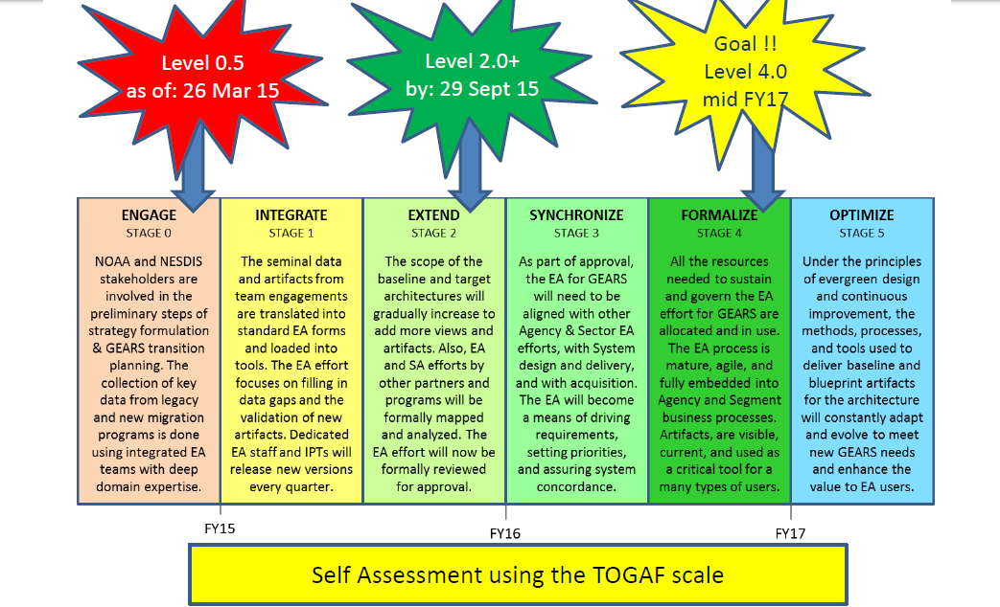 Level 0.5
as of: 26 Mar 15
Level 2.0+
by: 29 Sept 15
Goal !!
Level 4.0
mid FY17
ENGAGE
STAGE 0
NOAA and NESDIS
stakeholders are
involved in the
preliminary steps of
strategy formulation
& GEARS transition
planning. The
collection of key
data from legacy
and new migration
programs is done
using integrated EA
teams with deep
domain expertise.
INTEGRATE
STAGE 1
The seminal data
and artifacts from
team engagements
are translated into
standard EA forms
and loaded into
tools. The EA effort
focuses on filling in
data gaps and the
validation of new
artifacts. Dedicated
EA staff and IPTs will
release new versions
every quarter.
EXTEND
STAGE 2
The scope of the
baseline and target
architectures will
gradually increase to
add more views and
artifacts. Also, EA
and SA efforts by
other partners and
programs will be
formally mapped
and analyzed. The
EA effort will now be
formally reviewed
for approval.
SYNCHRONIZE
STAGE 3
As part of approval,
the EA for GEARS
will need to be
aligned with other
Agency & Sector EA
efforts, with System
design and delivery,
and with acquisition.
The EA will become
a means of driving
requirements,
setting priorities,
and assuring system
concordance.
FORMALIZE
STAGE 4
All the resources
needed to sustain
and govern the EA
effort for GEARS are
allocated and in use.
The EA process is
mature, agile, and
fully embedded into
Agency and Segment
business processes.
Artifacts, are visible,
current, and used as
a critical tool for a
many types of users.
OPTIMIZE
STAGE 5
Under the principles
of evergreen design
and continuous
improvement, the
methods, processes,
and tools used to
deliver baseline and
blueprint artifacts
for the architecture
will constantly adapt
and evolve to meet
new GEARS needs
and enhance the
value to EA users.
FY15
FY16
FY17
Self Assessment using the TOGAF scale